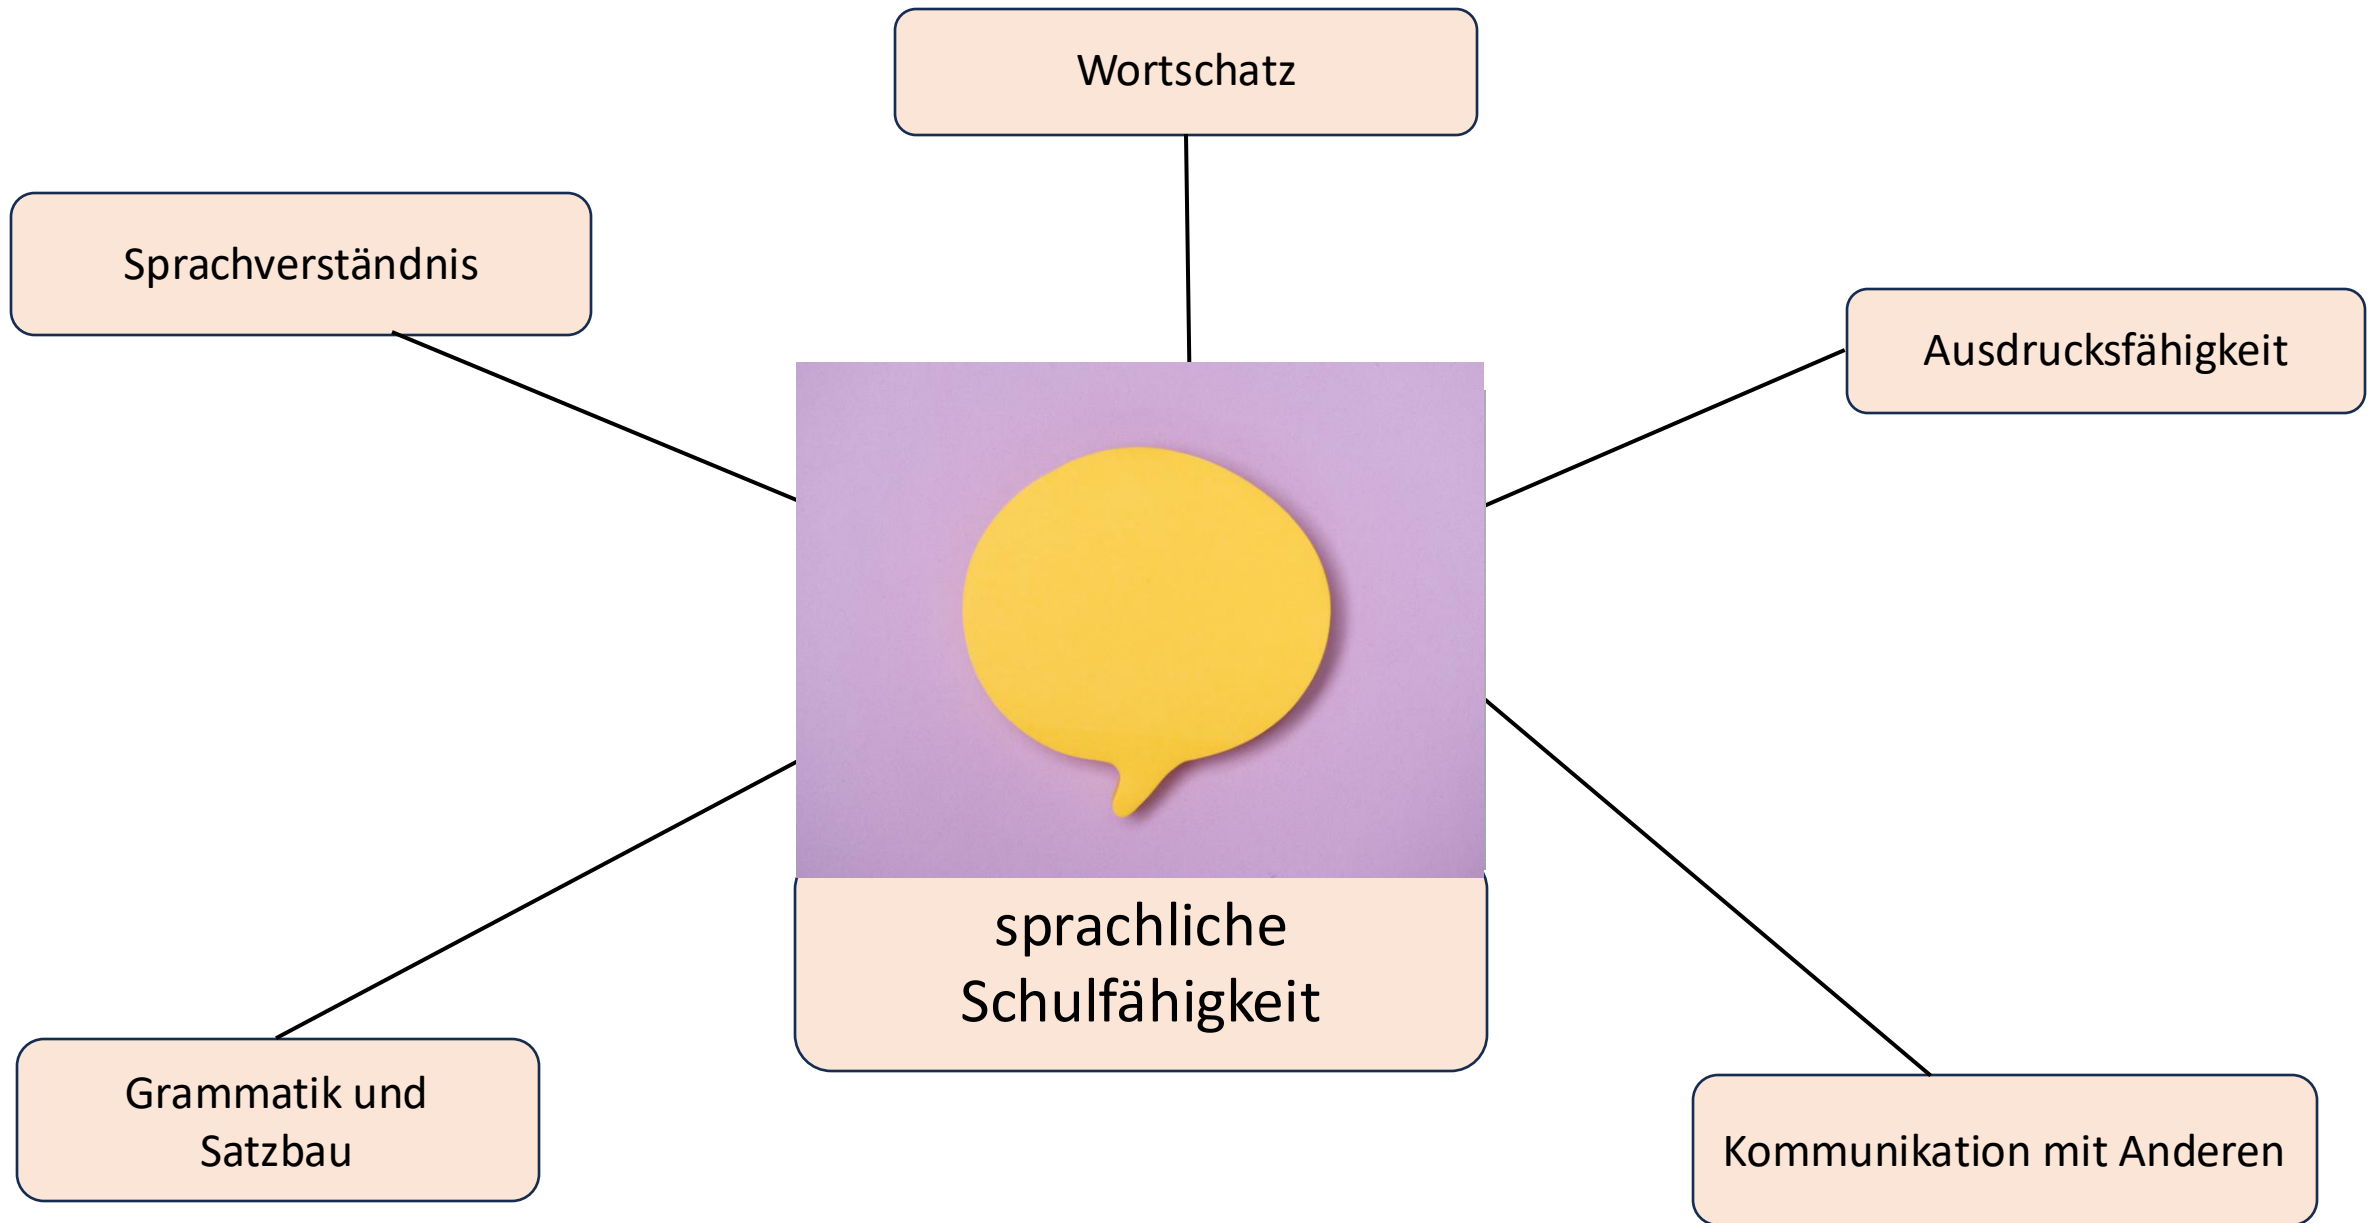 Wortschatz
Sprachverständnis
Ausdrucksfähigkeit
sprachliche
Schulfähigkeit
Grammatik und
Satzbau
Kommunikation mit Anderen